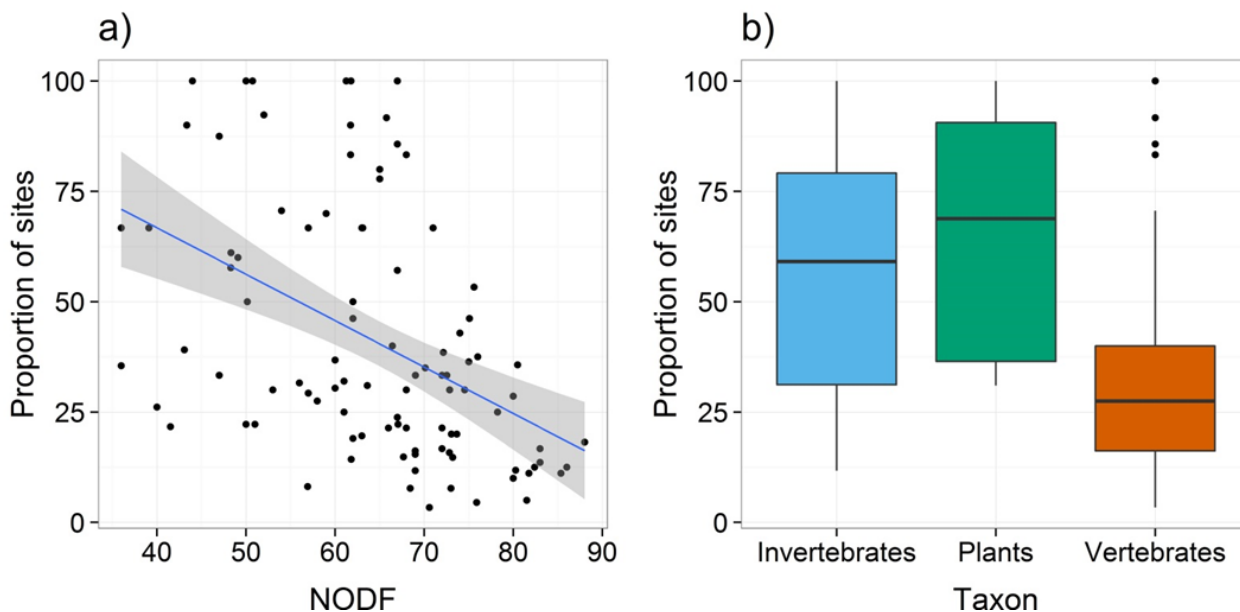 a)
Proportion of sites
100
75
50
25
0
40 50 60 70 80 90
NODF
b)
Proportion of sites
100
75
50
25
0
Invertebrates Plants Vertebrates
Taxon